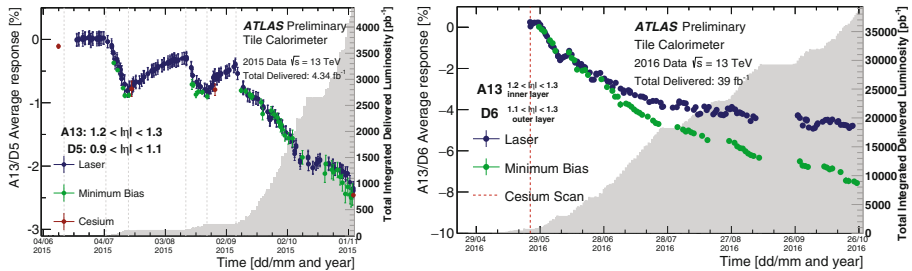 A13/D5 Average response [%]
0
−1
−2
−3
ATLAS Preliminary
Tile Calorimeter
2015 Data √s = 13 TeV
Total Delivered: 4.34 fb⁻¹
A13: 1.2 < |η| < 1.3
D5: 0.9 < |η| < 1.1
Laser
Minimum Bias
Cesium
4000
3500
3000
2500
2000
1500
1000
500
0
Total Integrated Delivered Luminosity [pb⁻¹]
04/06 2015
04/07 2015
03/08 2015
02/09 2015
02/10 2015
01/11 2015
Time [dd/mm and year]
A13/D6 Average response [%]
0
−2
−4
−6
−8
−10
ATLAS Preliminary
Tile Calorimeter
2016 Data √s = 13 TeV
Total Delivered: 39 fb⁻¹
A13 1.2 < |η| < 1.3 inner layer
D6 1.1 < |η| < 1.3 outer layer
Laser
Minimum Bias
Cesium Scan
35000
30000
25000
20000
15000
10000
5000
0
Total Integrated Delivered Luminosity [pb⁻¹]
29/04 2016
29/05 2016
28/06 2016
28/07 2016
27/08 2016
26/09 2016
26/10 2016
Time [dd/mm and year]